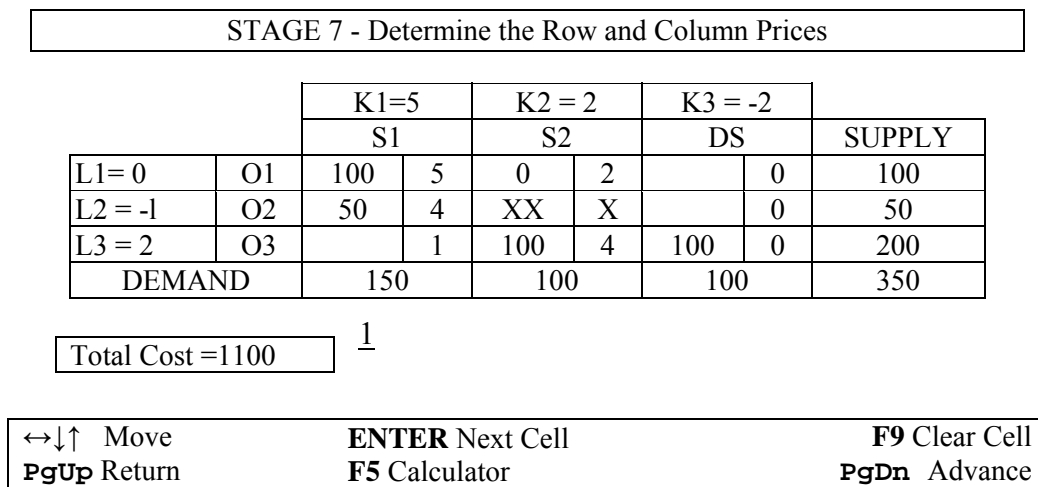 STAGE 7 - Determine the Row and Column Prices
K1=5 K2 = 2 K3 = -2
S1 S2 DS SUPPLY
L1= 0 O1 100 5 0 2 0 100
L2 = -l O2 50 4 XX X 0 50
L3 = 2 O3 1 100 4 100 0 200
DEMAND 150 100 100 350
Total Cost =1100 1
↔↓↑ Move ENTER Next Cell F9 Clear Cell
PgUp Return F5 Calculator PgDn Advance